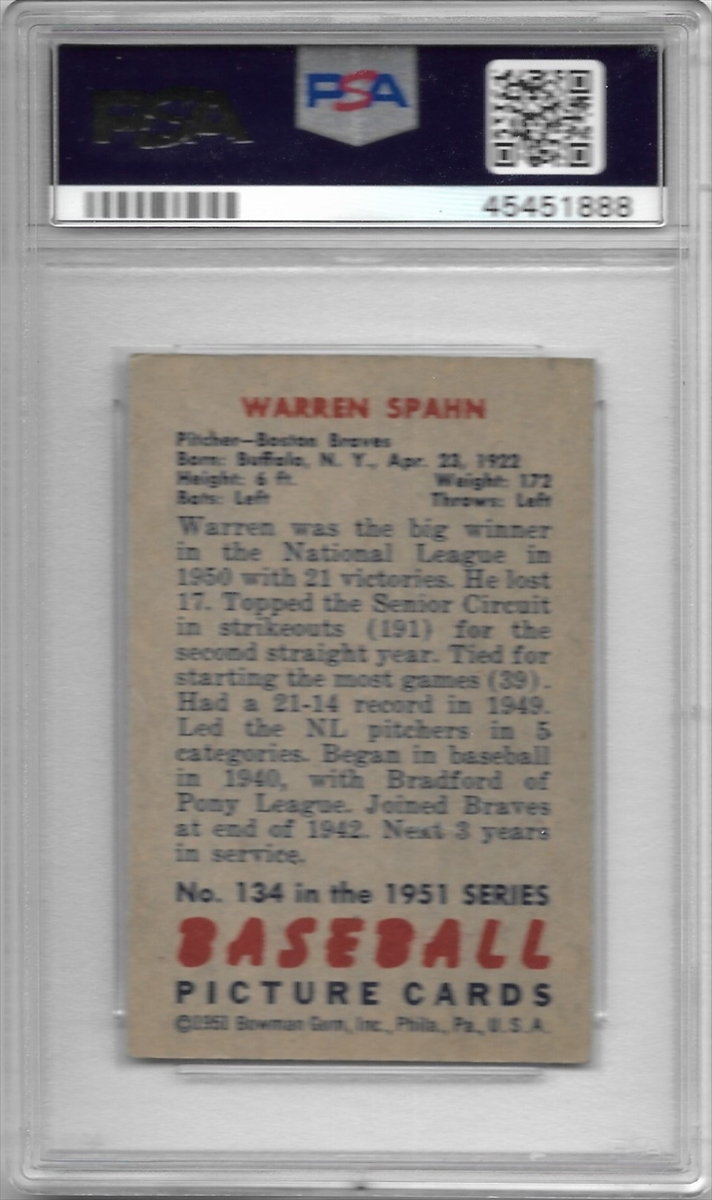 PSA
PSA
45451888
WARREN SPAHN
Pitcher—Boston Braves
Born: Buffalo, N. Y., Apr. 23, 1922
Height: 6 ft. Weight: 172
Bats: Left Throws: Left
Warren was the big winner
in the National League in
1950 with 21 victories. He lost
17. Topped the Senior Circuit
in strikeouts (191) for the
second straight year. Tied for
starting the most games (39).
Had a 21-14 record in 1949.
Led the NL pitchers in 5
categories. Began in baseball
in 1940, with Bradford of
Pony League. Joined Braves
at end of 1942. Next 3 years
in service.
No. 134 in the 1951 SERIES
BASEBALL
PICTURE CARDS
©1951 Bowman Gum, Inc., Phila., Pa., U. S. A.